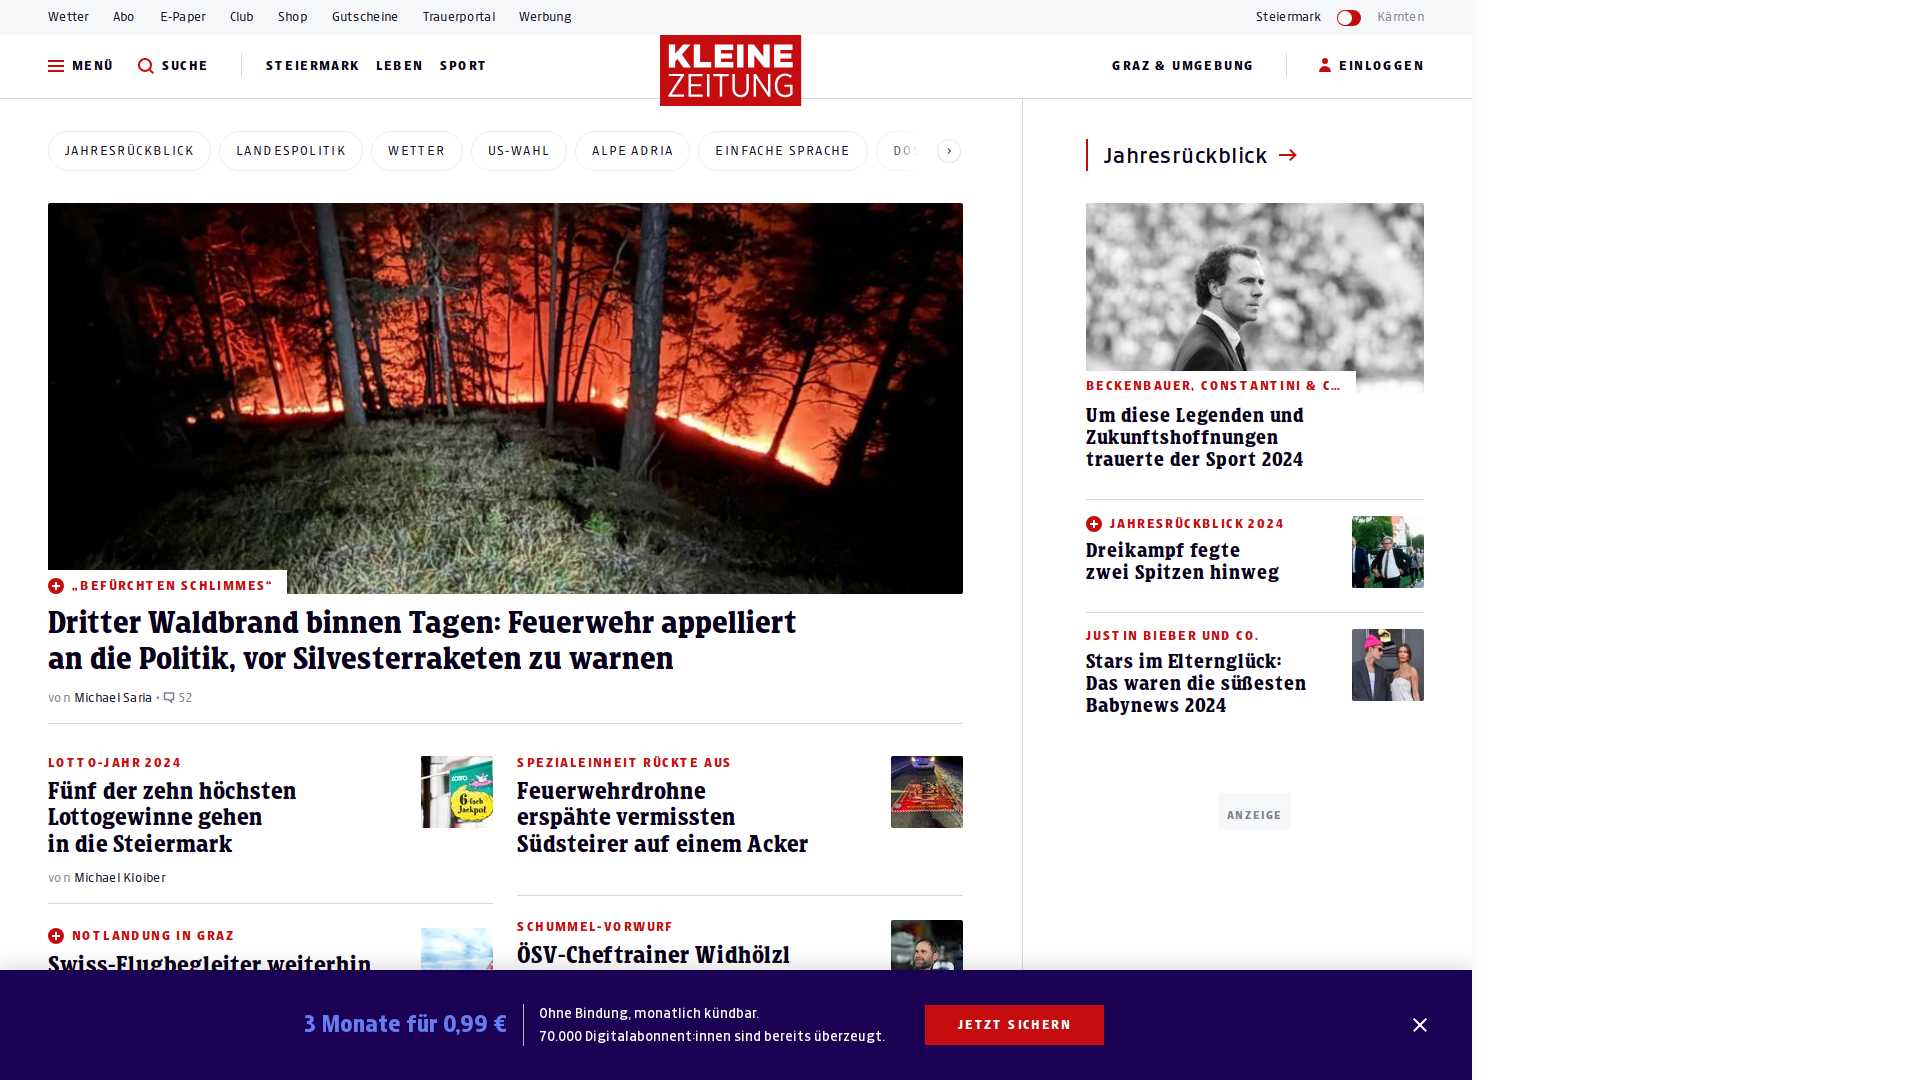 Wetter Abo E-Paper Club Shop Gutscheine Trauerportal Werbung Steiermark Kärnten
MENÜ SUCHE STEIERMARK LEBEN SPORT KLEINE ZEITUNG GRAZ & UMGEBUNG EINLOGGEN
JAHRESRÜCKBLICK LANDESPOLITIK WETTER US-WAHL ALPE ADRIA EINFACHE SPRACHE
„BEFÜRCHTEN SCHLIMMES“
Dritter Waldbrand binnen Tagen: Feuerwehr appelliert
an die Politik, vor Silvesterraketen zu warnen
von Michael Saria • 52
LOTTO-JAHR 2024
Fünf der zehn höchsten
Lottogewinne gehen
in die Steiermark
von Michael Kloiber
6-fach
Jackpot
NOTLANDUNG IN GRAZ
Swiss-Flugbegleiter weiterhin
SPEZIALEINHEIT RÜCKTE AUS
Feuerwehrdrohne
erspähte vermissten
Südsteirer auf einem Acker
SCHUMMEL-VORWURF
ÖSV-Cheftrainer Widhölzl
Jahresrückblick
BECKENBAUER, CONSTANTINI & C…
Um diese Legenden und
Zukunftshoffnungen
trauerte der Sport 2024
JAHRESRÜCKBLICK 2024
Dreikampf fegte
zwei Spitzen hinweg
JUSTIN BIEBER UND CO.
Stars im Elternglück:
Das waren die süßesten
Babynews 2024
ANZEIGE
3 Monate für 0,99 €
Ohne Bindung, monatlich kündbar.
70.000 Digitalabonnent:innen sind bereits überzeugt.
JETZT SICHERN